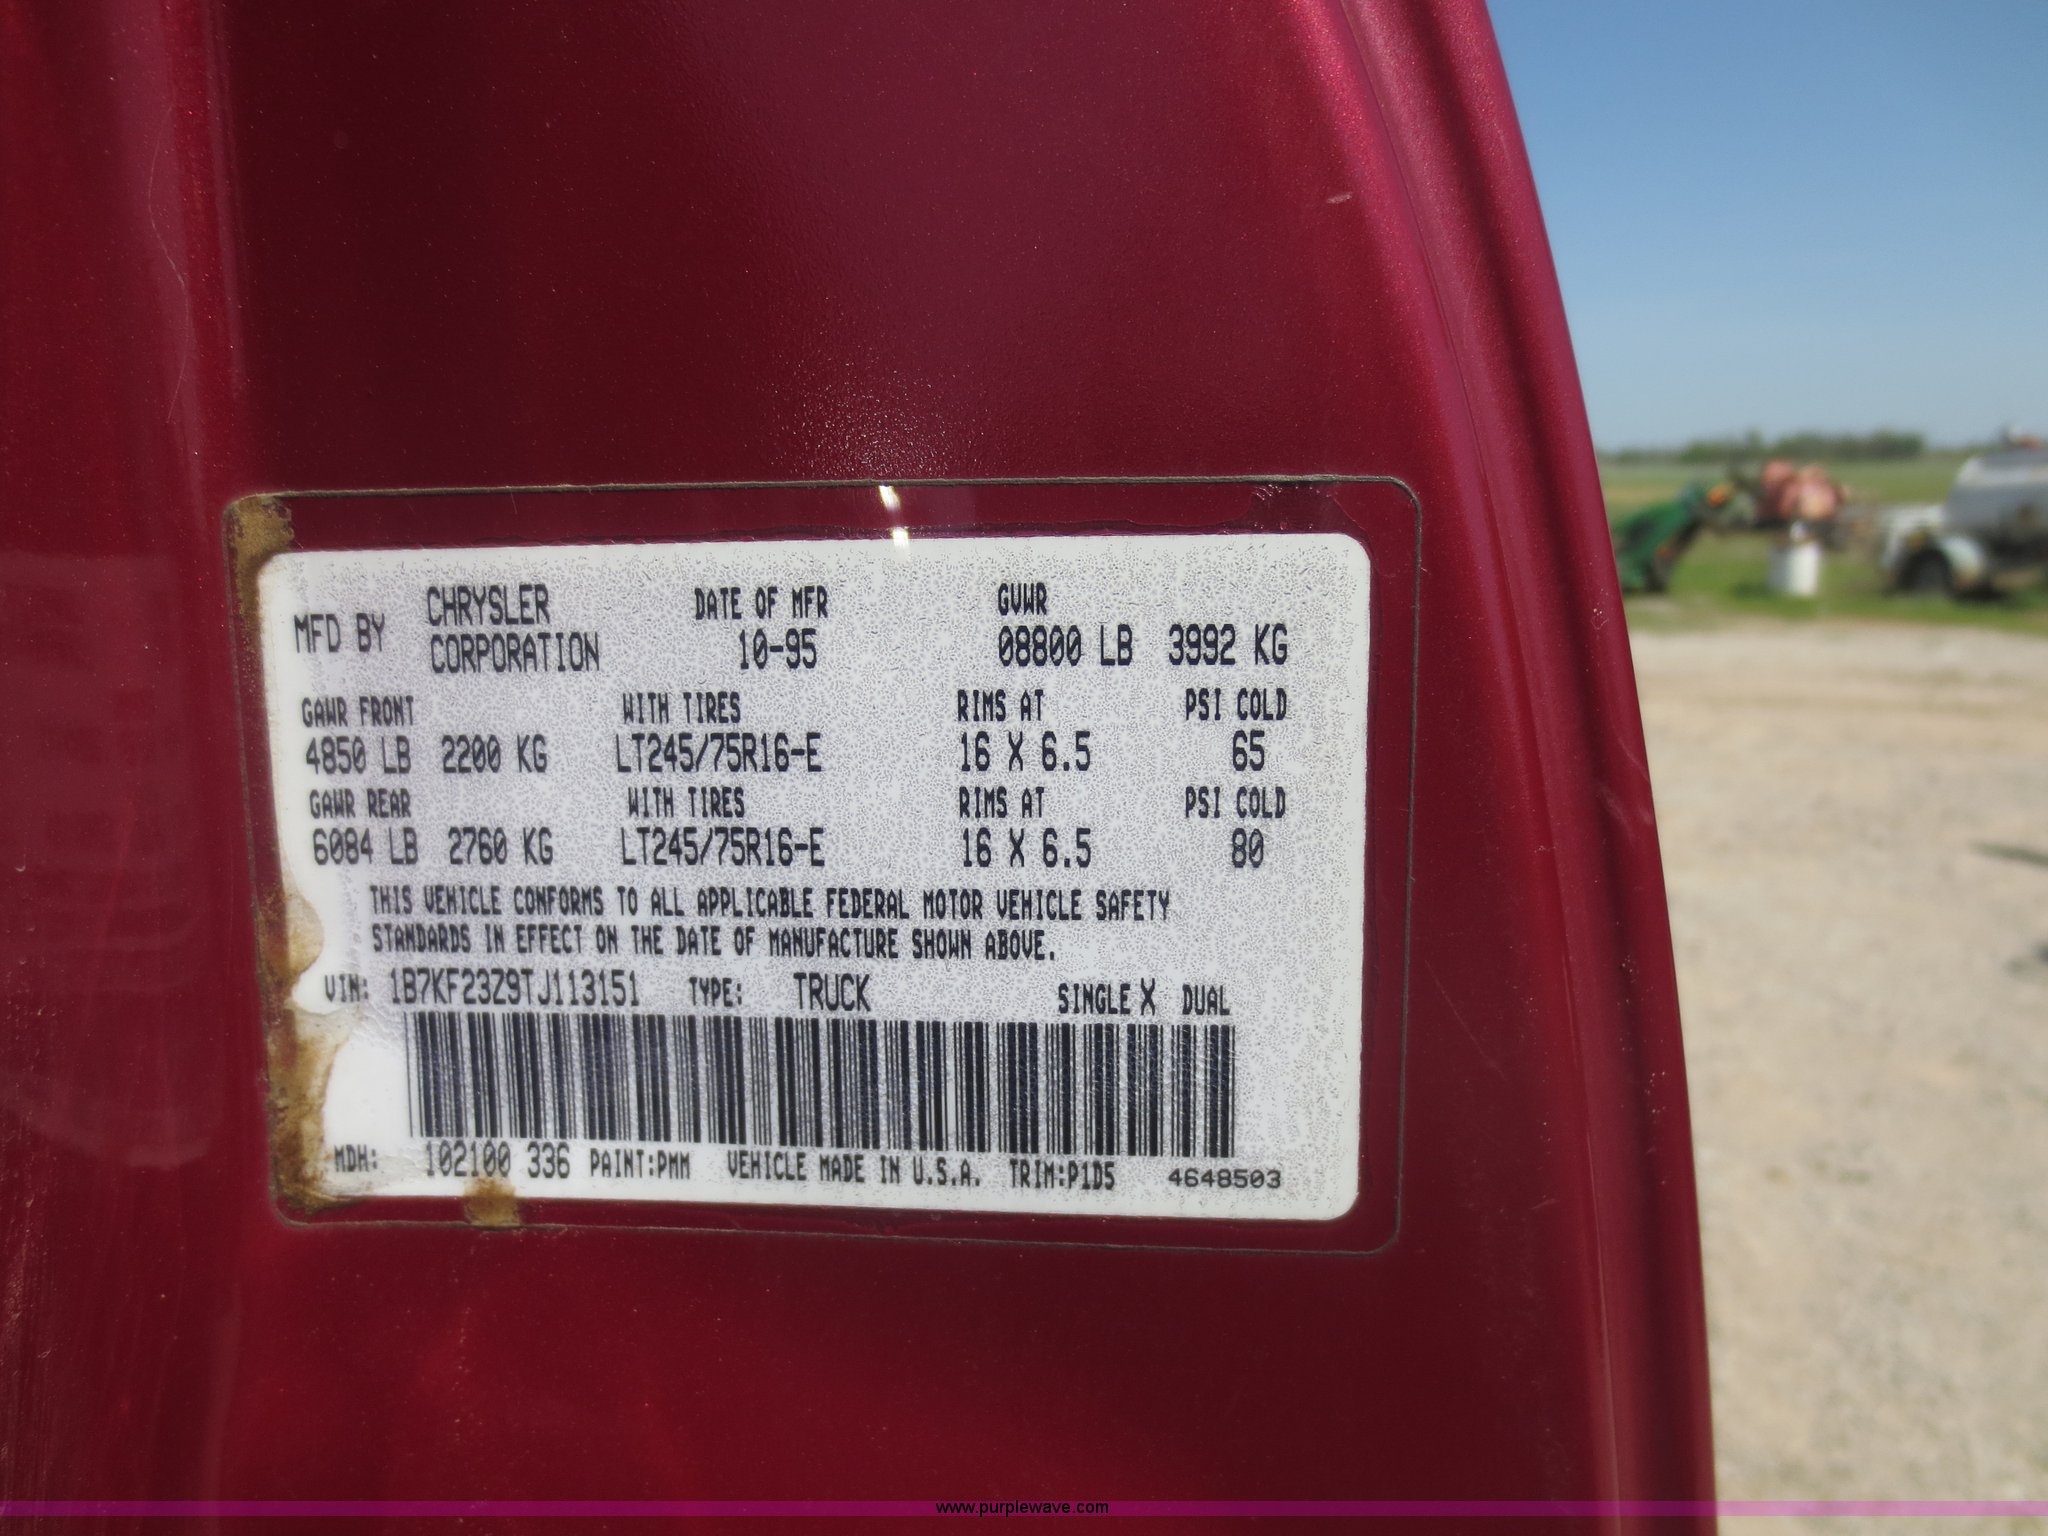 MFD BY CHRYSLER CORPORATION DATE OF MFR 10-95 GVWR 08800 LB 3992 KG
GAWR FRONT WITH TIRES RIMS AT PSI COLD
4850 LB 2200 KG LT245/75R16-E 16 X 6.5 65
GAWR REAR WITH TIRES RIMS AT PSI COLD
6084 LB 2760 KG LT245/75R16-E 16 X 6.5 80
THIS VEHICLE CONFORMS TO ALL APPLICABLE FEDERAL MOTOR VEHICLE SAFETY
STANDARDS IN EFFECT ON THE DATE OF MANUFACTURE SHOWN ABOVE.
VIN: 1B7KF23Z9TJ113151 TYPE: TRUCK SINGLE X DUAL
MDH: 102100 336 PAINT:PMM VEHICLE MADE IN U.S.A. TRIM:P1D5 4648503
www.purplewave.com